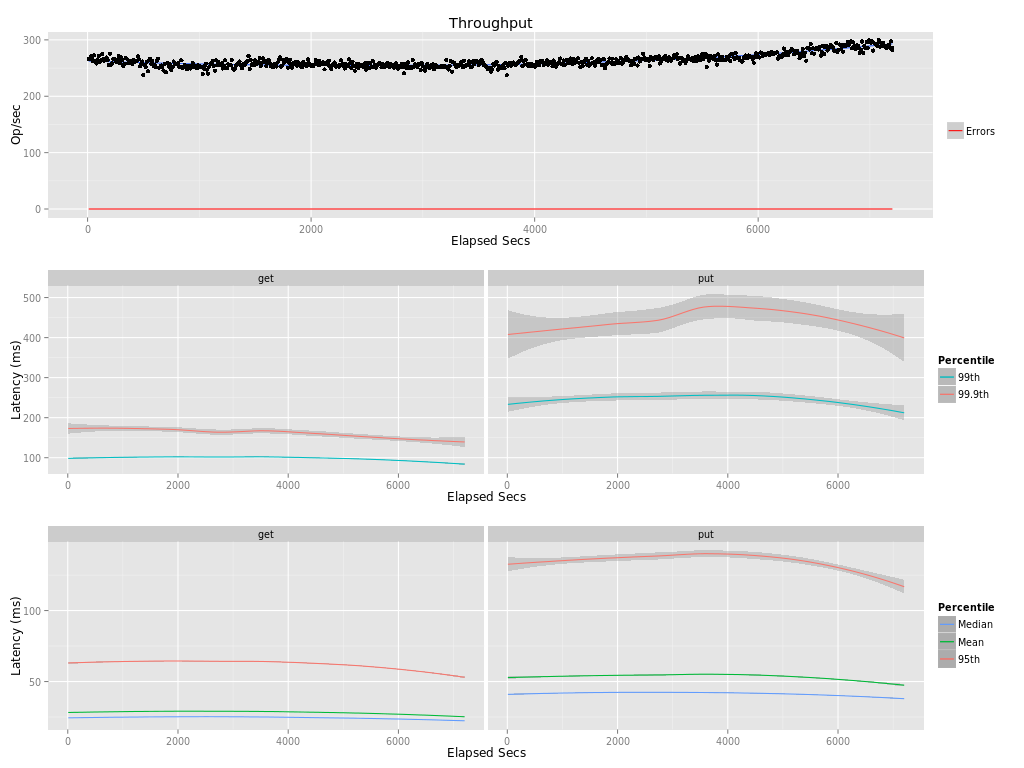 Throughput
300
200
100
0
Op/sec
0 2000 4000 6000
Elapsed Secs
Errors
get put
500
400
300
200
100
Latency (ms)
0 2000 4000 6000 0 2000 4000 6000
Elapsed Secs
Percentile
99th
99.9th
get put
100
50
Latency (ms)
0 2000 4000 6000 0 2000 4000 6000
Elapsed Secs
Percentile
Median
Mean
95th